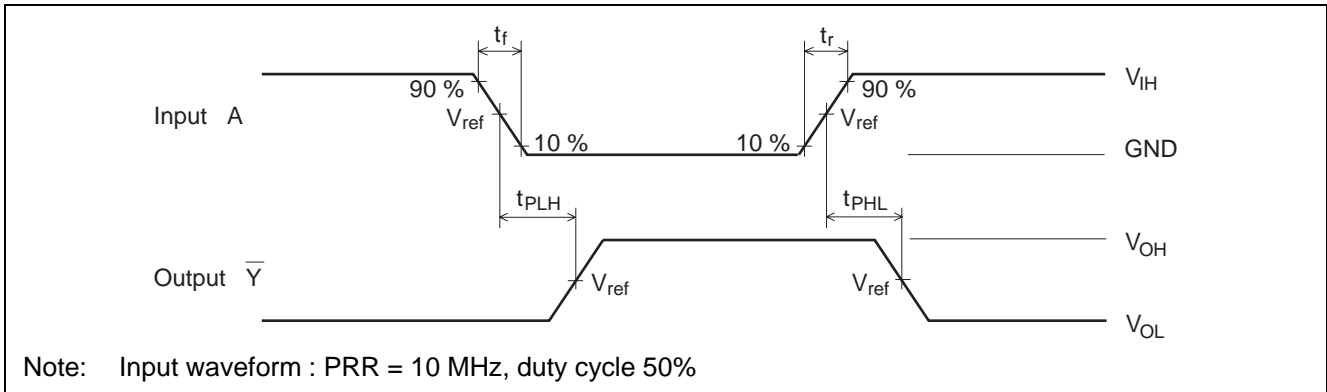 tf
tr
90 %
90 %
VIH
Input A
Vref
Vref
10 %
10 %
GND
tPLH
tPHL
VOH
Output Y̅
Vref
Vref
VOL
Note: Input waveform : PRR = 10 MHz, duty cycle 50%